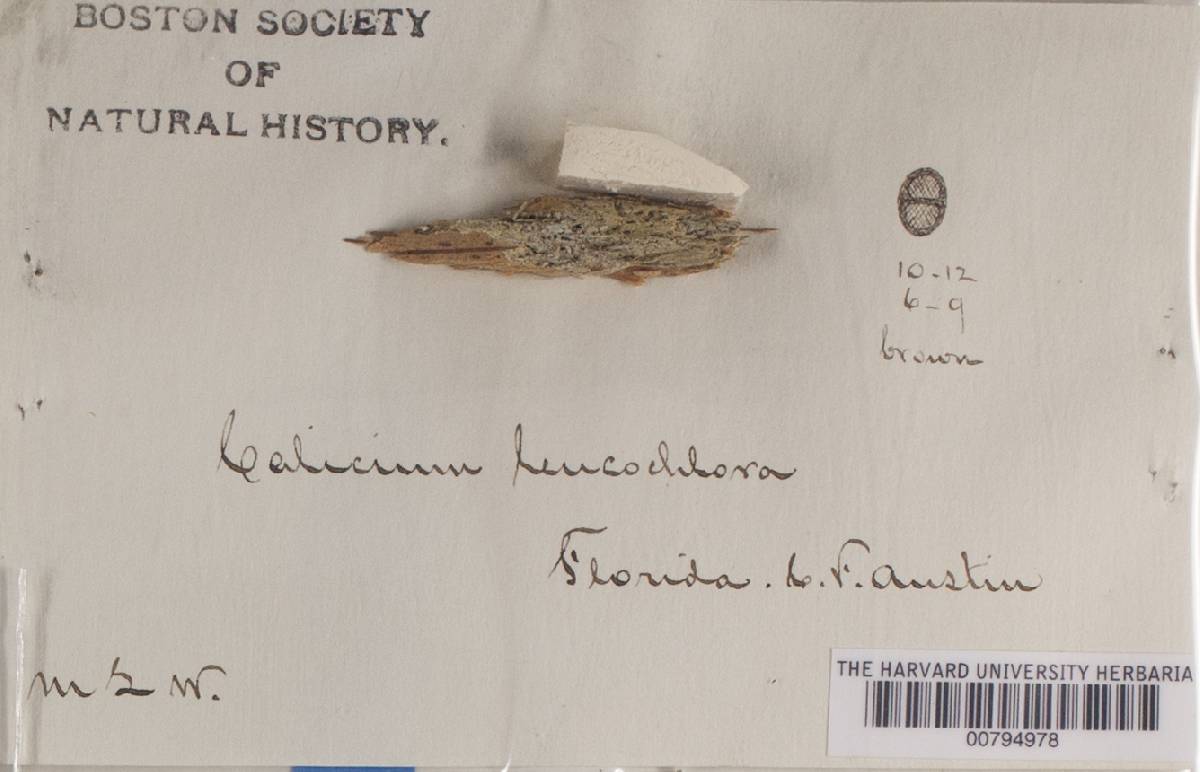 BOSTON SOCIETY
OF
NATURAL HISTORY.
10-12
6-9
brown
Calicium leucochlora
Florida. C. F. Austin
W.
THE HARVARD UNIVERSITY HERBARIA
00794978